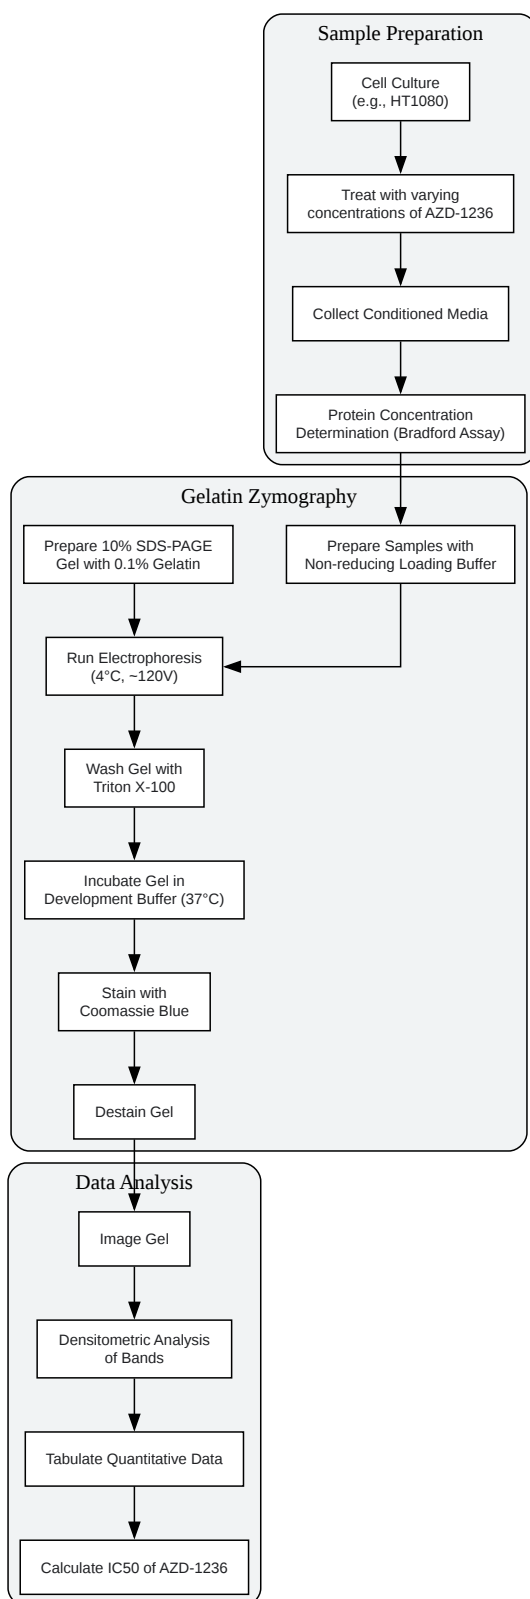 Sample Preparation
Cell Culture
(e.g., HT1080)
Treat with varying
concentrations of AZD-1236
Collect Conditioned Media
Protein Concentration
Determination (Bradford Assay)
Gelatin Zymography
Prepare 10% SDS-PAGE
Gel with 0.1% Gelatin
Prepare Samples with
Non-reducing Loading Buffer
Run Electrophoresis
(4°C, ~120V)
Wash Gel with
Triton X-100
Incubate Gel in
Development Buffer (37°C)
Stain with
Coomassie Blue
Destain Gel
Data Analysis
Image Gel
Densitometric Analysis
of Bands
Tabulate Quantitative Data
Calculate IC50 of AZD-1236